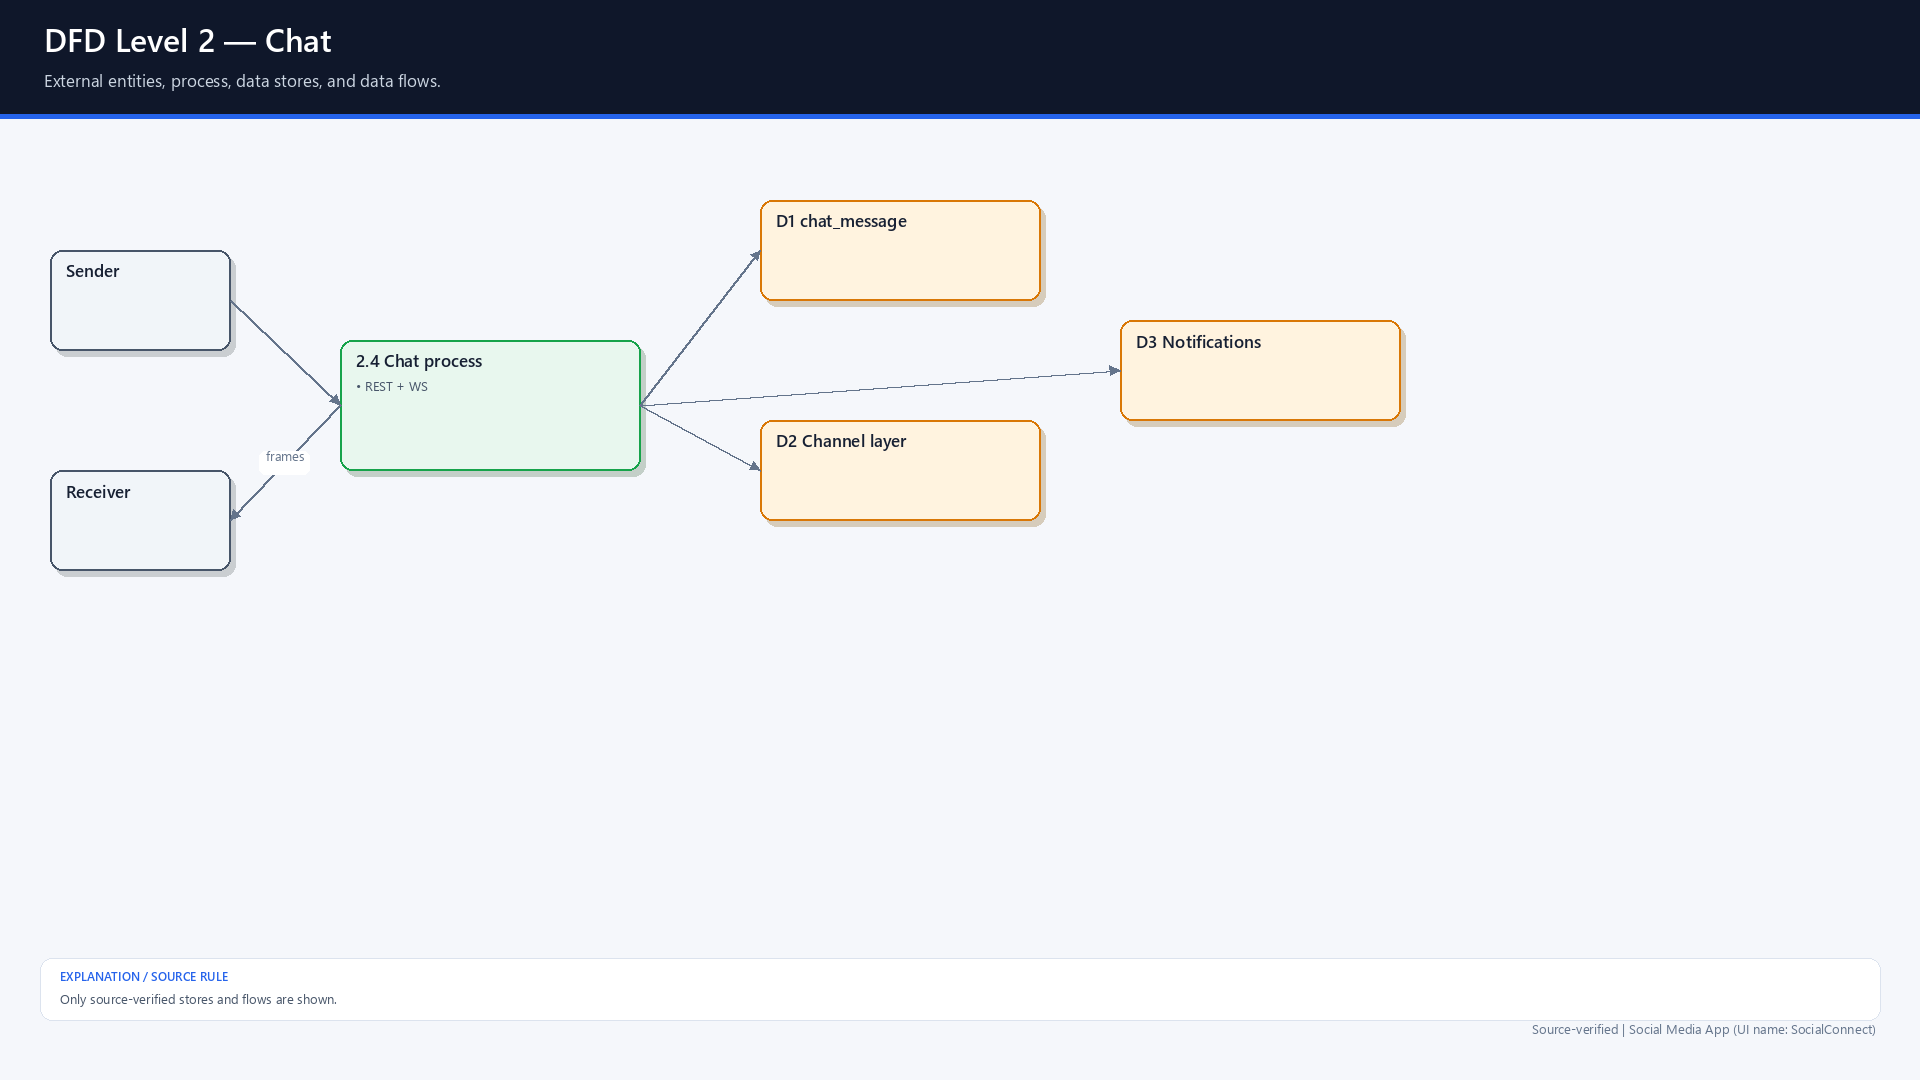 DFD Level 2 — Chat
External entities, process, data stores, and data flows.
Sender
Receiver
frames
2.4 Chat process
• REST + WS
D1 chat_message
D2 Channel layer
D3 Notifications
EXPLANATION / SOURCE RULE
Only source-verified stores and flows are shown.
Source-verified | Social Media App (UI name: SocialConnect)